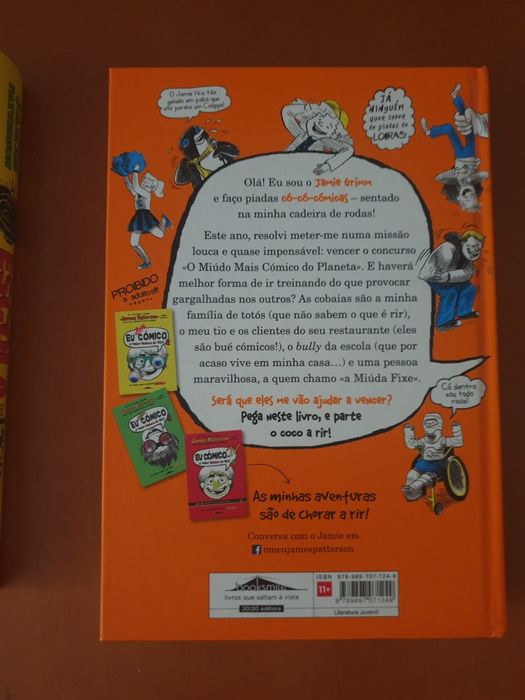 O Jamie fica tão
gelado em palco que
até parece um Calippo!
JÁ
NINGUÉM
quer saber
de piadas de
LOIRAS!
Olá! Eu sou o Jamie Grimm
e faço piadas có-có-cómicas – sentado
na minha cadeira de rodas!
Este ano, resolvi meter-me numa missão
louca e quase impensável: vencer o concurso
«O Miúdo Mais Cómico do Planeta». E haverá
melhor forma de ir treinando do que provocar
gargalhadas nos outros? As cobaias são a minha
família de totós (que não sabem o que é rir),
o meu tio e os clientes do seu restaurante (eles
são bué cómicos!), o bully da escola (que por
acaso vive em minha casa...) e uma pessoa
maravilhosa, a quem chamo «a Miúda Fixe».
Será que eles me vão ajudar a vencer?
Pega neste livro, e parte
o coco a rir!
PROIBIDO
a adultos!!!
James Patterson
EU CÓMICO
EU CÓMICO
James Patterson
EU CÓMICO
Cá dentro
sou todo
risos!
As minhas aventuras
são de chorar a rir!
Conversa com o Jamie em
omeujamespatterson
booksmile
livros que saltam à vista
20|20 editora
ISBN 978-989-707-124-9
11+
9 789897 071249
Literatura Juvenil